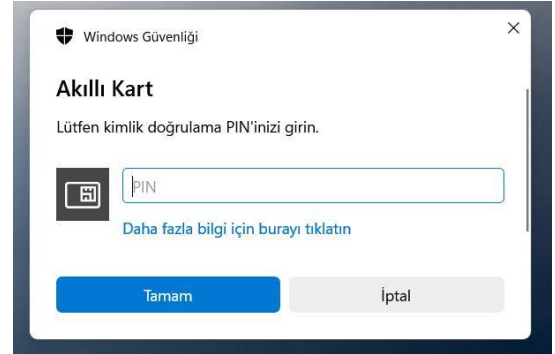 Windows Güvenliği
Akıllı Kart
Lütfen kimlik doğrulama PIN'inizi girin.
PIN
Daha fazla bilgi için burayı tıklatın
Tamam
İptal